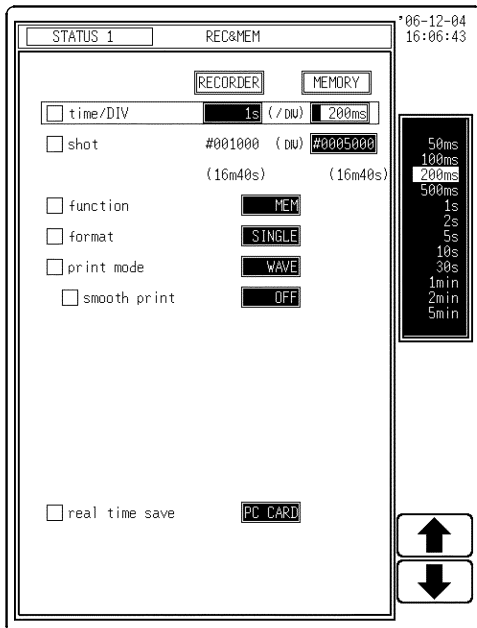 '06-12-04
STATUS 1 REC&MEM 16:06:43
RECORDER MEMORY
time/DIV 1s (/DIV) 200ms
shot #001000 (DIV) #0005000
(16m40s) (16m40s)
function MEM
format SINGLE
print mode WAVE
smooth print OFF
real time save PC CARD
50ms
100ms
200ms
500ms
1s
2s
5s
10s
30s
1min
2min
5min